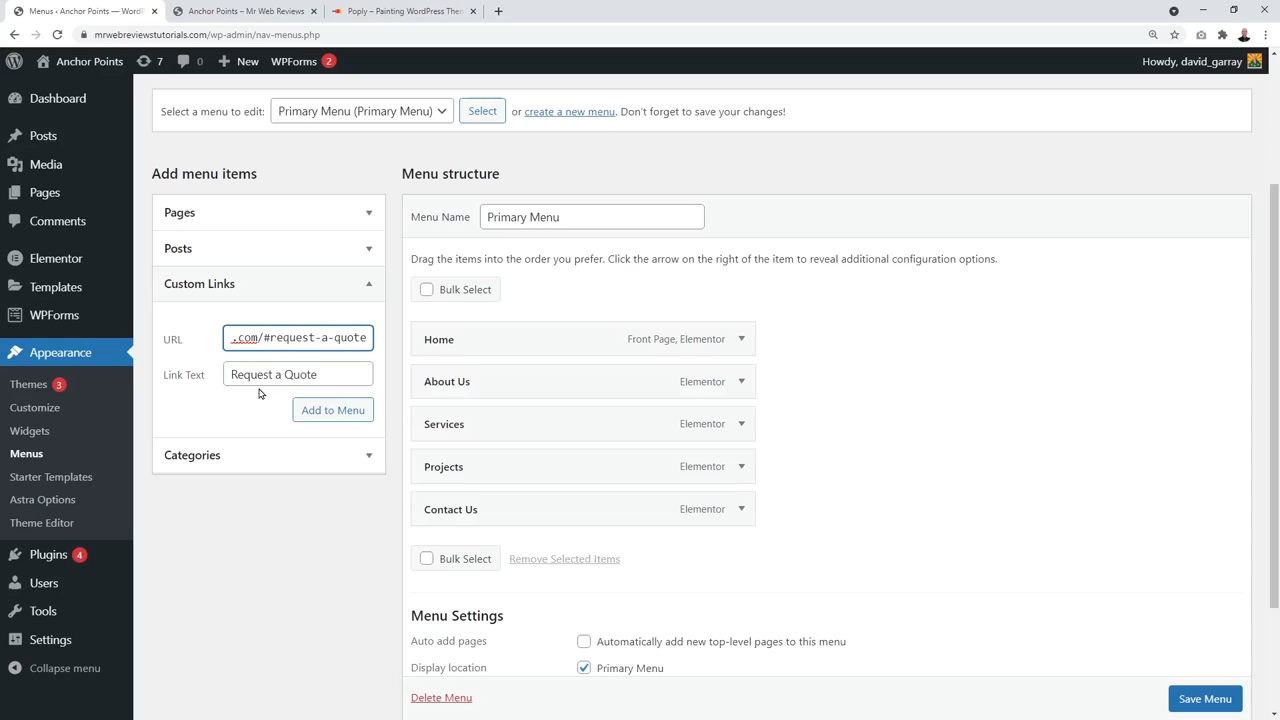 Menus ‹ Anchor Points — WordP
Anchor Points – Mr Web Reviews
Poply – Painting WordPress The
mrwebreviewstutorials.com/wp-admin/nav-menus.php
Anchor Points 7 0 New WPForms 2
Howdy, david_garray
Dashboard
Posts
Media
Pages
Comments
Elementor
Templates
WPForms
Appearance
Themes 3
Customize
Widgets
Menus
Starter Templates
Astra Options
Theme Editor
Plugins 4
Users
Tools
Settings
Collapse menu
Select a menu to edit: Primary Menu (Primary Menu) Select or create a new menu. Don’t forget to save your changes!
Add menu items
Pages
Posts
Custom Links
URL .com/#request-a-quote
Link Text Request a Quote
Add to Menu
Categories
Menu structure
Menu Name Primary Menu
Drag the items into the order you prefer. Click the arrow on the right of the item to reveal additional configuration options.
Bulk Select
Home Front Page, Elementor
About Us Elementor
Services Elementor
Projects Elementor
Contact Us Elementor
Bulk Select Remove Selected Items
Menu Settings
Auto add pages Automatically add new top-level pages to this menu
Display location Primary Menu
Delete Menu Save Menu